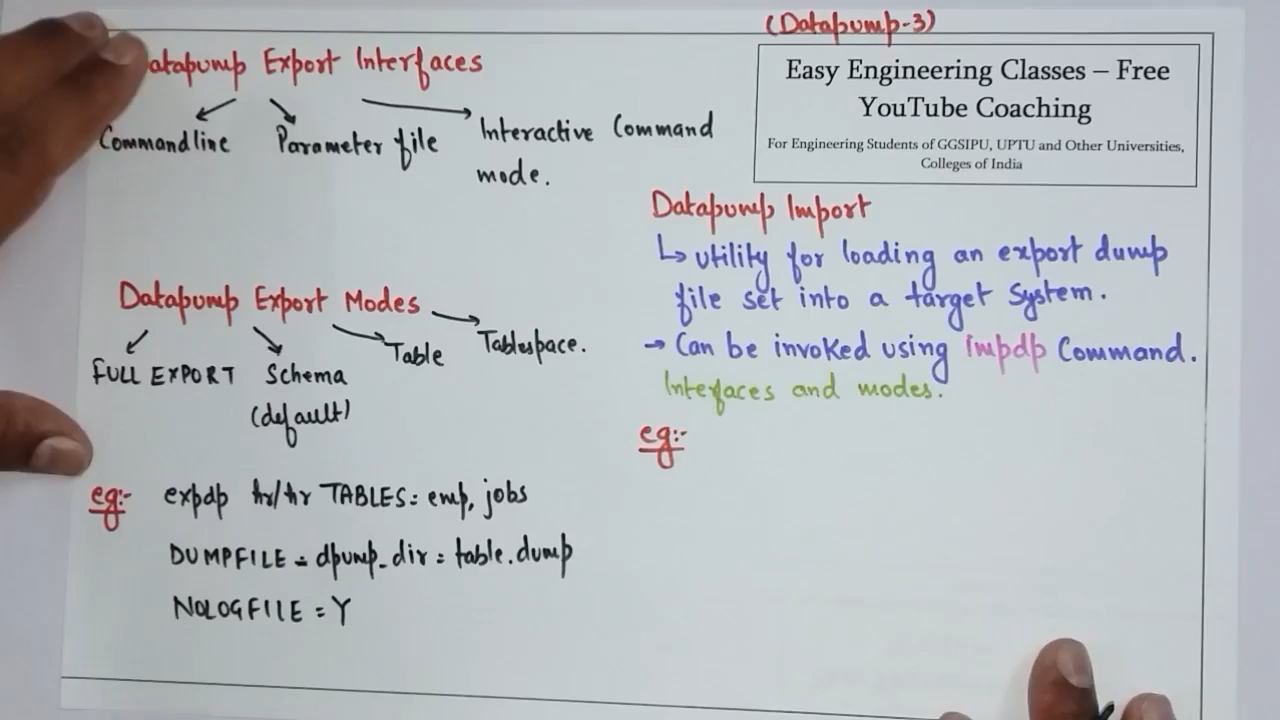 (Datapump-3)
Easy Engineering Classes – Free
YouTube Coaching
For Engineering Students of GGSIPU, UPTU and Other Universities,
Colleges of India
atapump Export Interfaces
Commandline
Parameter file
Interactive Command
mode.
Datapump Export Modes
FULL EXPORT
Schema
(default)
Table
Tablespace.
eg:- expdp hr/hr TABLES = emp, jobs
DUMPFILE = dpump_dir = table.dump
NOLOGFILE = Y
Datapump Import
↳ utility for loading an export dump
file set into a target system.
→ Can be invoked using impdp Command.
Interfaces and modes.
eg:-